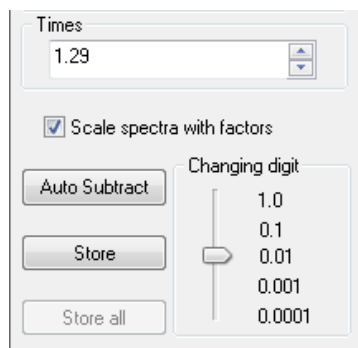 Times
1.29
Scale spectra with factors
Auto Subtract
Store
Store all
Changing digit
1.0
0.1
0.01
0.001
0.0001